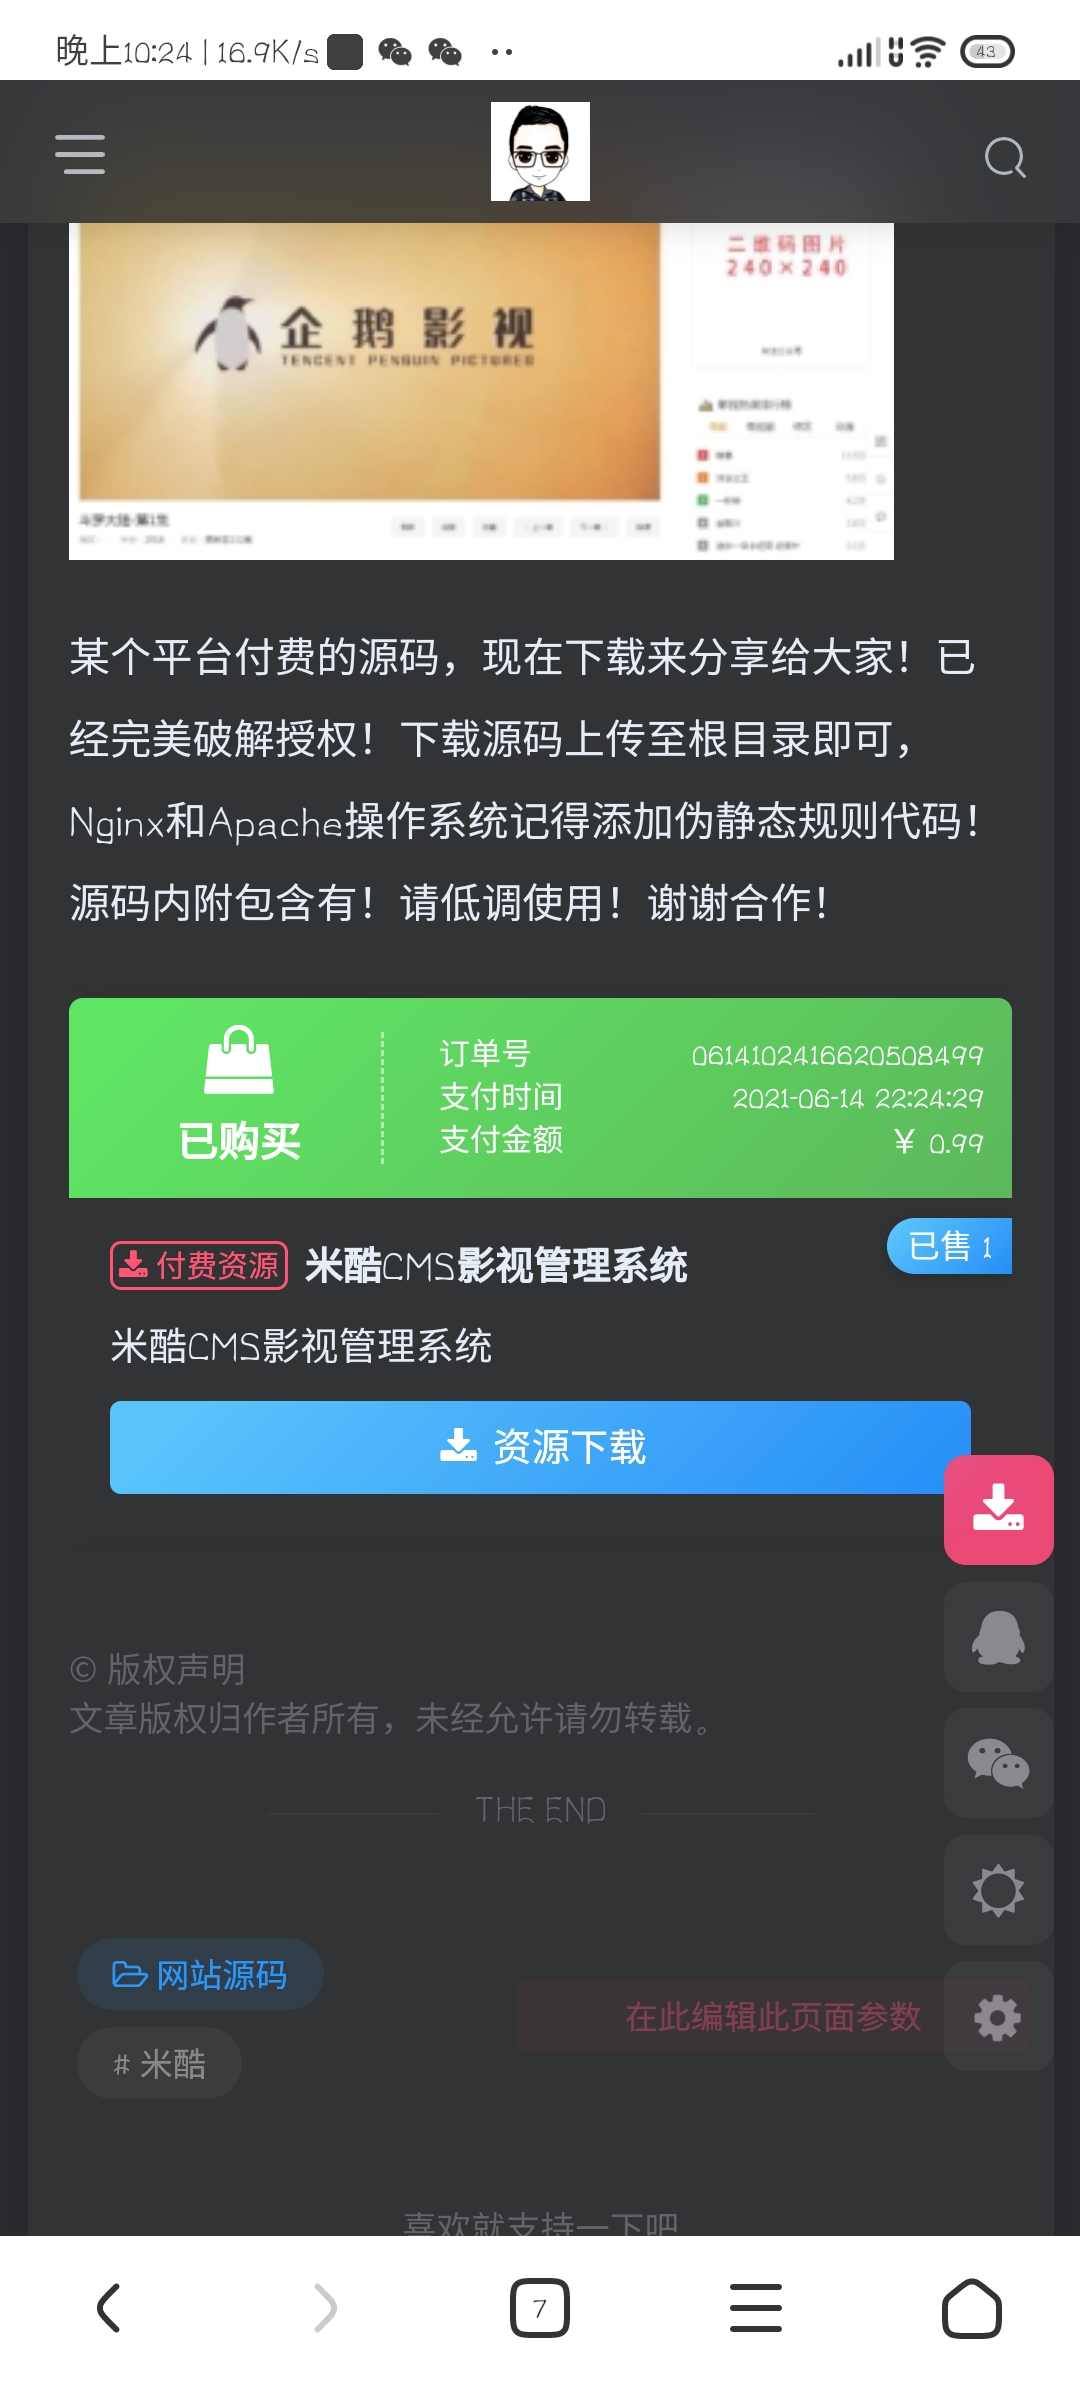 晚上10:24 | 16.9K/s
43
二维码图片
240×240
企鹅影视
TENCENT PENGUIN PICTURES
斗罗大陆-第1集
某个平台付费的源码，现在下载来分享给大家！已
经完美破解授权！下载源码上传至根目录即可，
Nginx和Apache操作系统记得添加伪静态规则代码！
源码内附包含有！请低调使用！谢谢合作！
已购买
订单号 0614102416620508499
支付时间 2021-06-14 22:24:29
支付金额 ￥ 0.99
已售 1
付费资源 米酷CMS影视管理系统
米酷CMS影视管理系统
资源下载
© 版权声明
文章版权归作者所有，未经允许请勿转载。
THE END
网站源码
在此编辑此页面参数
# 米酷
喜欢就支持一下吧
7